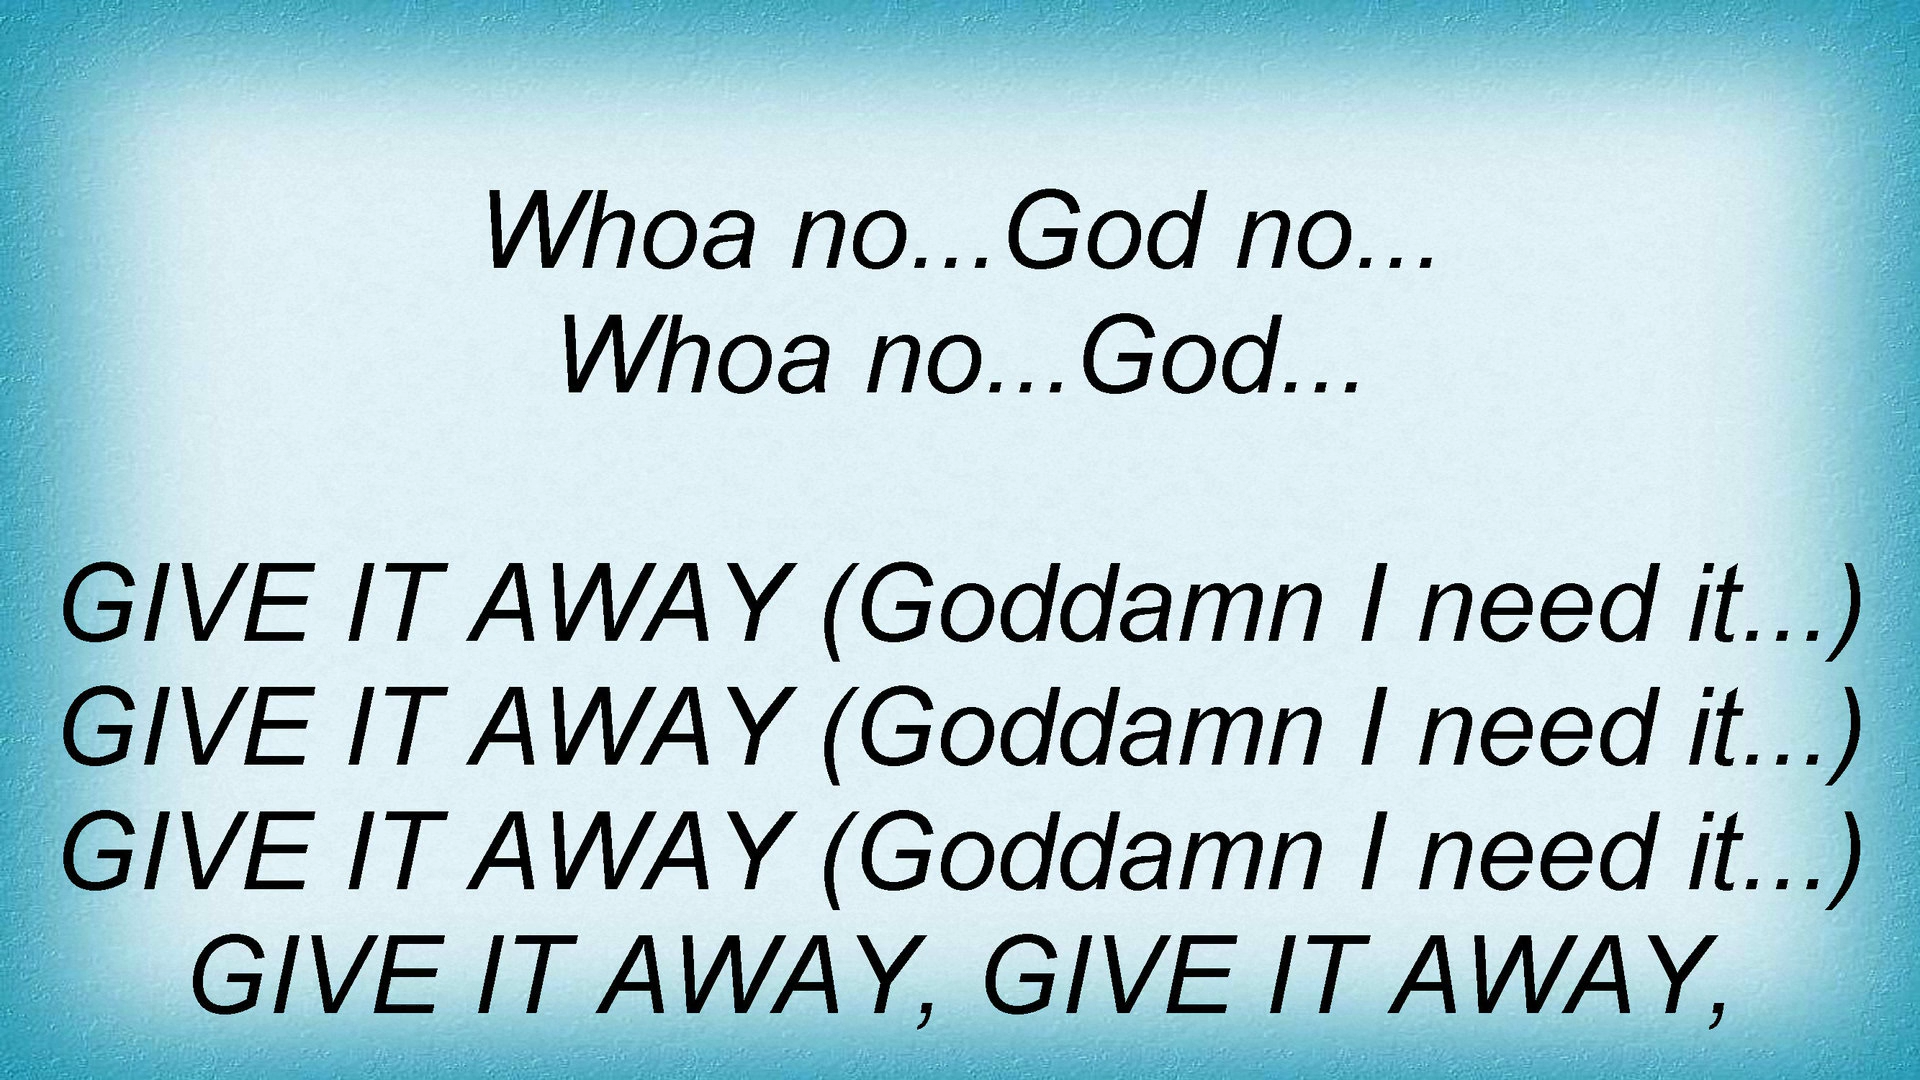 Whoa no...God no...
Whoa no...God...
GIVE IT AWAY (Goddamn I need it...)
GIVE IT AWAY (Goddamn I need it...)
GIVE IT AWAY (Goddamn I need it...)
GIVE IT AWAY, GIVE IT AWAY,